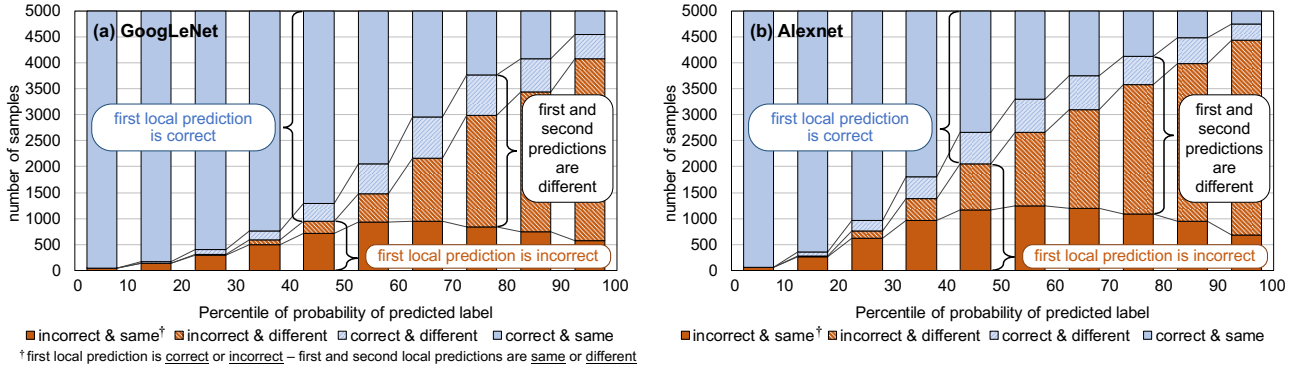 (a) GoogLeNet
number of samples
5000
4500
4000
3500
3000
2500
2000
1500
1000
500
0
first local prediction
is correct
first and
second
predictions
are
different
first local prediction is incorrect
0 10 20 30 40 50 60 70 80 90 100
Percentile of probability of predicted label
incorrect & same† incorrect & different correct & different correct & same
† first local prediction is correct or incorrect – first and second local predictions are same or different
(b) Alexnet
number of samples
5000
4500
4000
3500
3000
2500
2000
1500
1000
500
0
first local prediction
is correct
first and
second
predictions
are
different
first local prediction is incorrect
0 10 20 30 40 50 60 70 80 90 100
Percentile of probability of predicted label
incorrect & same† incorrect & different correct & different correct & same